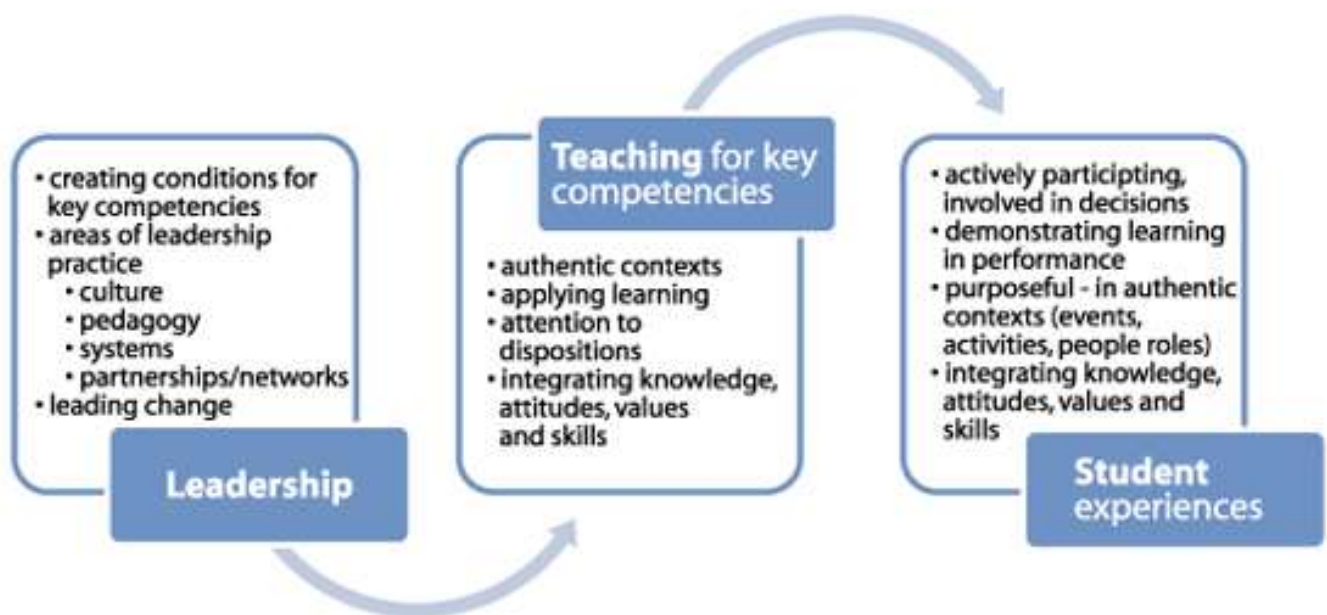 • creating conditions for
key competencies
• areas of leadership
practice
• culture
• pedagogy
• systems
• partnerships/networks
• leading change
Leadership
Teaching for key
competencies
• authentic contexts
• applying learning
• attention to
dispositions
• integrating knowledge,
attitudes, values
and skills
• actively participting,
involved in decisions
• demonstrating learning
in performance
• purposeful - in authentic
contexts (events,
activities, people roles)
• integrating knowledge,
attitudes, values and
skills
Student
experiences